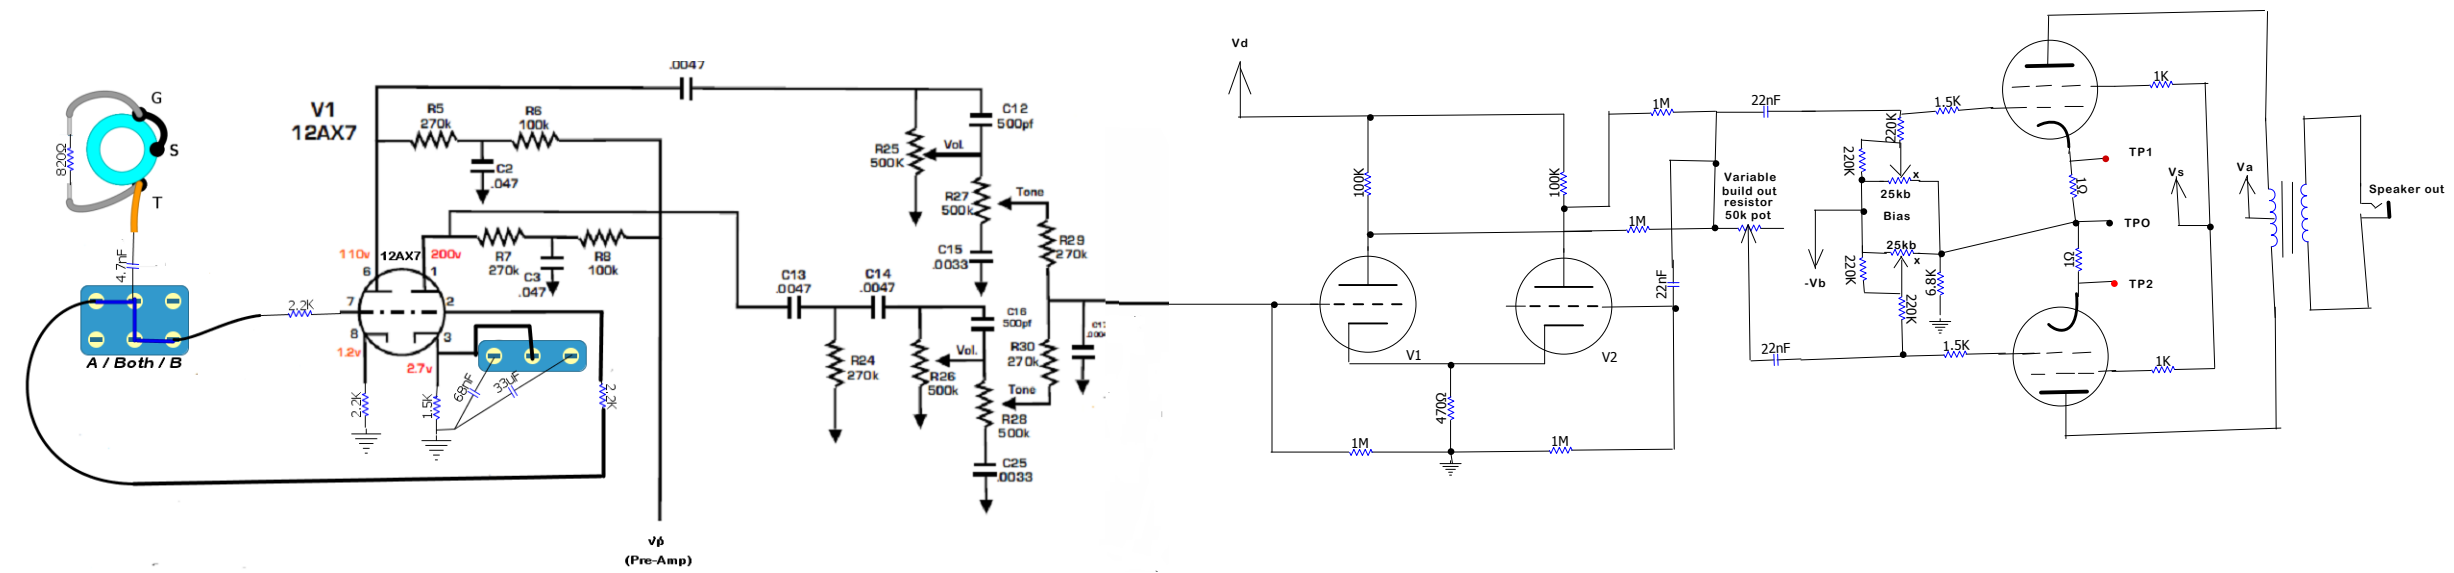 G
S
T
820Ω
4.7nF
A / Both / B
2.2K
V1
12AX7
.0047
R5
270k
R6
100k
C2
.047
110v
12AX7
200v
R7
270k
R8
100k
C3
.047
6
1
7
2
8
3
1.2v
2.7v
2.2K
1.5K
68nF
33uF
2.2K
Vp
(Pre-Amp)
C12
500pf
R25
500K
Vol.
R27
500k
Tone
C15
.0033
R29
270k
C13
.0047
C14
.0047
C16
500pf
R24
270k
R26
500k
Vol.
R30
270k
Tone
R28
500k
C25
.0033
Vd
100K
100K
V1
V2
470Ω
1M
1M
1M
1M
22nF
Variable
build out
resistor
50k pot
22nF
22nF
220K
220K
x
25kb
Bias
25kb
x
220K
220K
6.8K
-Vb
1.5K
1.5K
1K
1K
TP1
1Ω
TPO
1Ω
TP2
Vs
Va
Speaker out